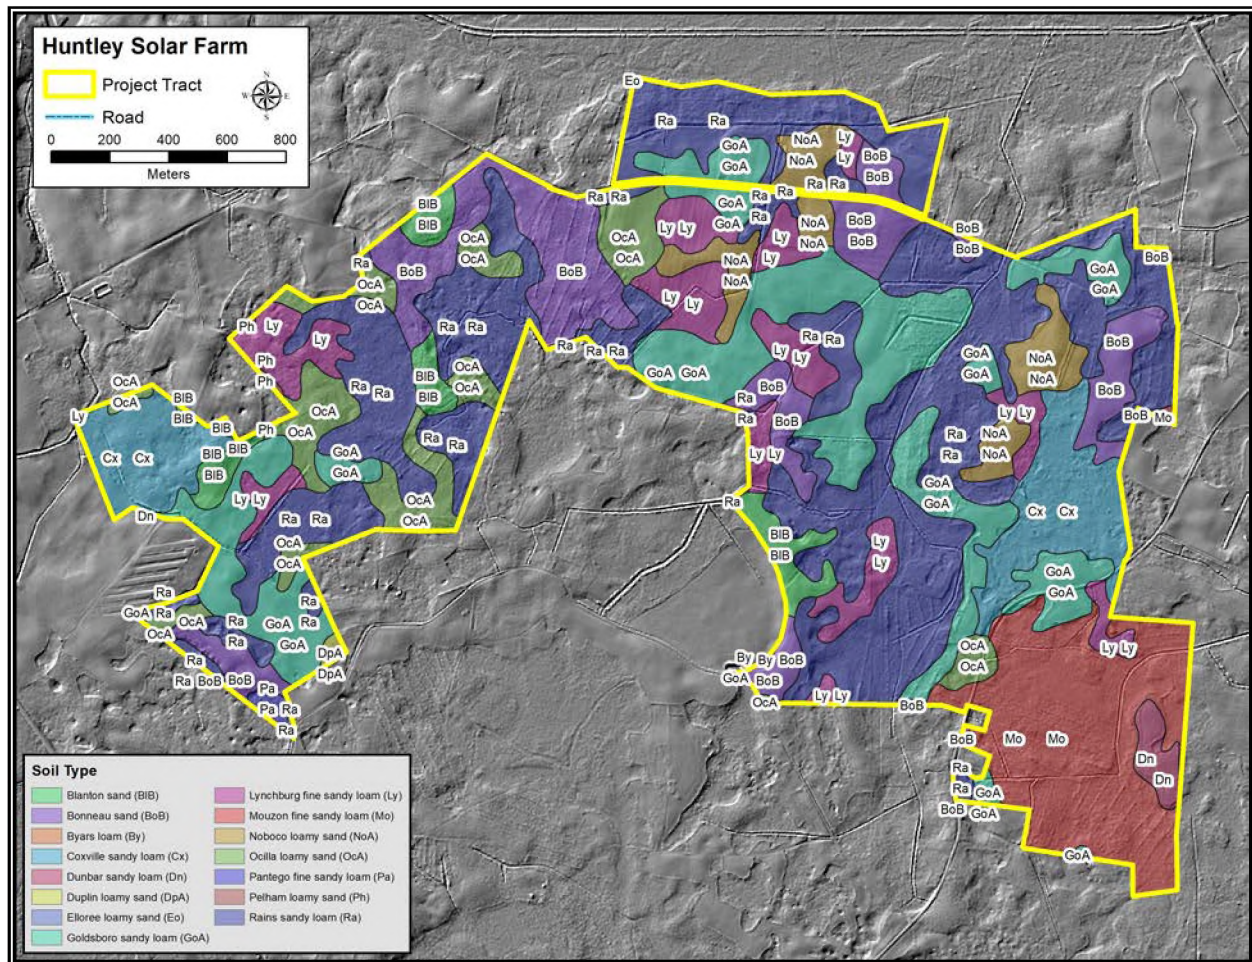 Huntley Solar Farm
Project Tract
Road
N
W E
S
0 200 400 600 800
Meters
Eo
Ra Ra
NoA Ly
GoA
NoA Ly BoB
GoA
BoB
Ra Ra
Ra Ra Ra Ra
BlB
BlB
GoA Ra
GoA
NoA BoB
BoB
BoB
BoB
OcA
OcA
OcA
OcA
Ly Ly
NoA
Ly
NoA
NoA
BoB
Ra
BoB
BoB
GoA
GoA
OcA
OcA
Ly Ly
Ph Ly
Ly
Ra Ra
Ra Ra
BoB
Ra
Ra Ra
Ly
Ly
GoA
GoA
NoA
NoA
Ph
Ph
OcA
OcA
BlB
BlB
GoA GoA
BoB
OcA
OcA
BlB
BlB
Ra
Ra
BoB
Ra
Ra
BoB
Ly
OcA
OcA
BlB
Ph
Ly Ly
NoA
NoA
BoB Mo
Cx Cx
BlB
BlB
BlB
GoA
GoA
Ra
Ra
Ly Ly
Ra
Ra
Ly Ly
OcA
OcA
GoA
GoA
Ra
Dn
Ra Ra
Cx Cx
OcA
OcA
BlB
BlB
Ly
Ly
GoA
GoA
Ra
GoA Ra
OcA
OcA
Ra
Ra
Ra
Ra
GoA
GoA
DpA
DpA
Ra
Ra BoB BoB
Pa
Pa
Ra
Ra
By By BoB
GoA BoB
OcA
Ly Ly
BoB
OcA
OcA
Ly Ly
BoB
Mo Mo
Dn
Dn
Ra
Ra GoA
BoB GoA
GoA
Soil Type
Blanton sand (BlB)
Bonneau sand (BoB)
Byars loam (By)
Coxville sandy loam (Cx)
Dunbar sandy loam (Dn)
Duplin loamy sand (DpA)
Elloree loamy sand (Eo)
Goldsboro sandy loam (GoA)
Lynchburg fine sandy loam (Ly)
Mouzon fine sandy loam (Mo)
Noboco loamy sand (NoA)
Ocilla loamy sand (OcA)
Pantego fine sandy loam (Pa)
Pelham loamy sand (Ph)
Rains sandy loam (Ra)